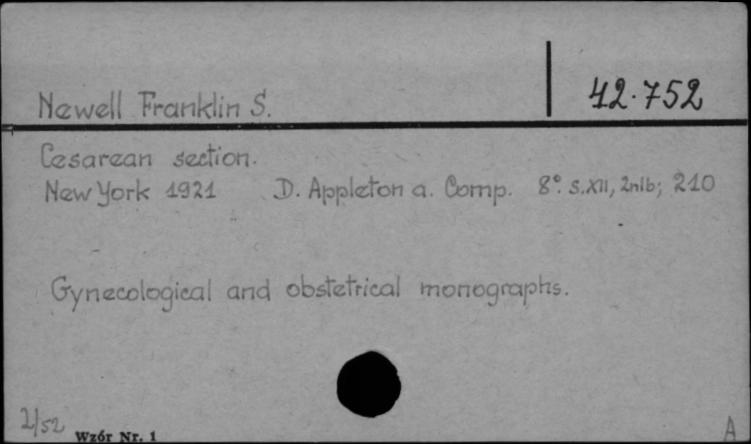 Newell Franklin S.
42.752
Cesarean section.
New York 1921 D. Appleton a. Comp. 8° s.XII, 2nlb; 210
Gynecological and obstetrical monographs.
2/52
Wzór Nr. 1
A